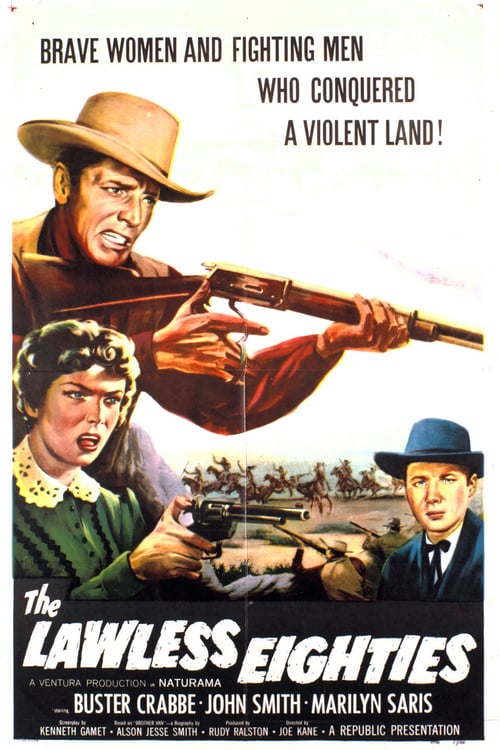 BRAVE WOMEN AND FIGHTING MEN
WHO CONQUERED
A VIOLENT LAND!
The
LAWLESS EIGHTIES
A VENTURA PRODUCTION IN NATURAMA
starring BUSTER CRABBE · JOHN SMITH · MARILYN SARIS
Screenplay by
KENNETH GAMET ·
Based on "BROTHER VAN"-a Biography by
ALSON JESSE SMITH ·
Produced by
RUDY RALSTON ·
Directed by
JOE KANE · A REPUBLIC PRESENTATION